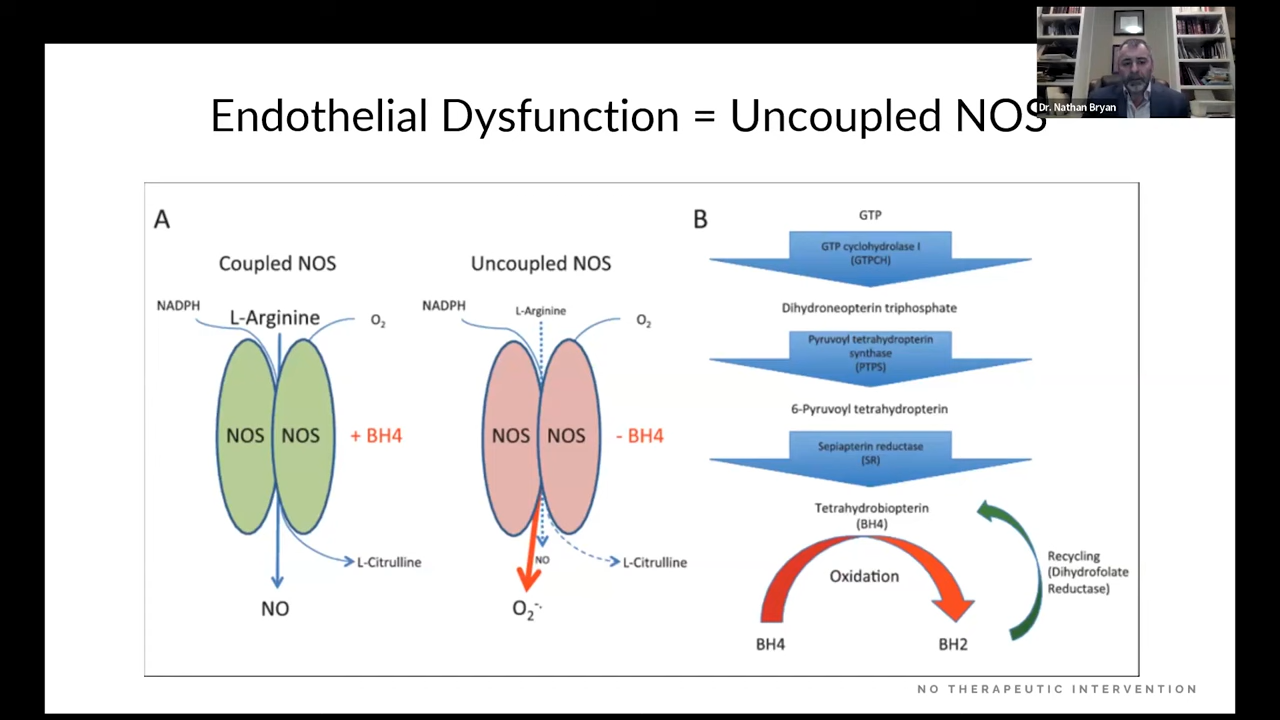 Dr. Nathan Bryan
Endothelial Dysfunction = Uncoupled NOS
A
Coupled NOS
NADPH
L-Arginine
O2
NOS
NOS
+ BH4
L-Citrulline
NO
Uncoupled NOS
NADPH
L-Arginine
O2
NOS
NOS
- BH4
NO
L-Citrulline
O2-·
B
GTP
GTP cyclohydrolase I
(GTPCH)
Dihydroneopterin triphosphate
Pyruvoyl tetrahydropterin
synthase
(PTPS)
6-Pyruvoyl tetrahydropterin
Sepiapterin reductase
(SR)
Tetrahydrobiopterin
(BH4)
Oxidation
BH4
BH2
Recycling
(Dihydrofolate
Reductase)
NO THERAPEUTIC INTERVENTION